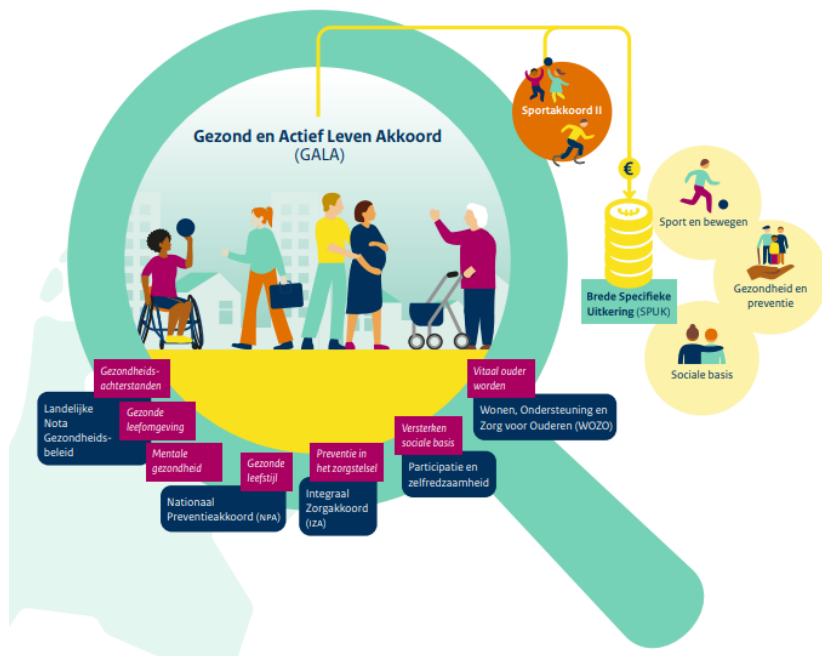 Gezond en Actief Leven Akkoord
(GALA)
Sportakkoord II
€
Sport en bewegen
Gezondheid en
preventie
Sociale basis
Brede Specifieke
Uitkering (SPUK)
Gezondheids-
achterstanden
Landelijke
Nota
Gezondheids-
beleid
Gezonde
leefomgeving
Mentale
gezondheid
Gezonde
leefstijl
Nationaal
Preventieakkoord (NPA)
Preventie in
het zorgstelsel
Integraal
Zorgakkoord
(IZA)
Versterken
sociale basis
Participatie en
zelfredzaamheid
Vitaal ouder
worden
Wonen, Ondersteuning en
Zorg voor Ouderen (WOZO)